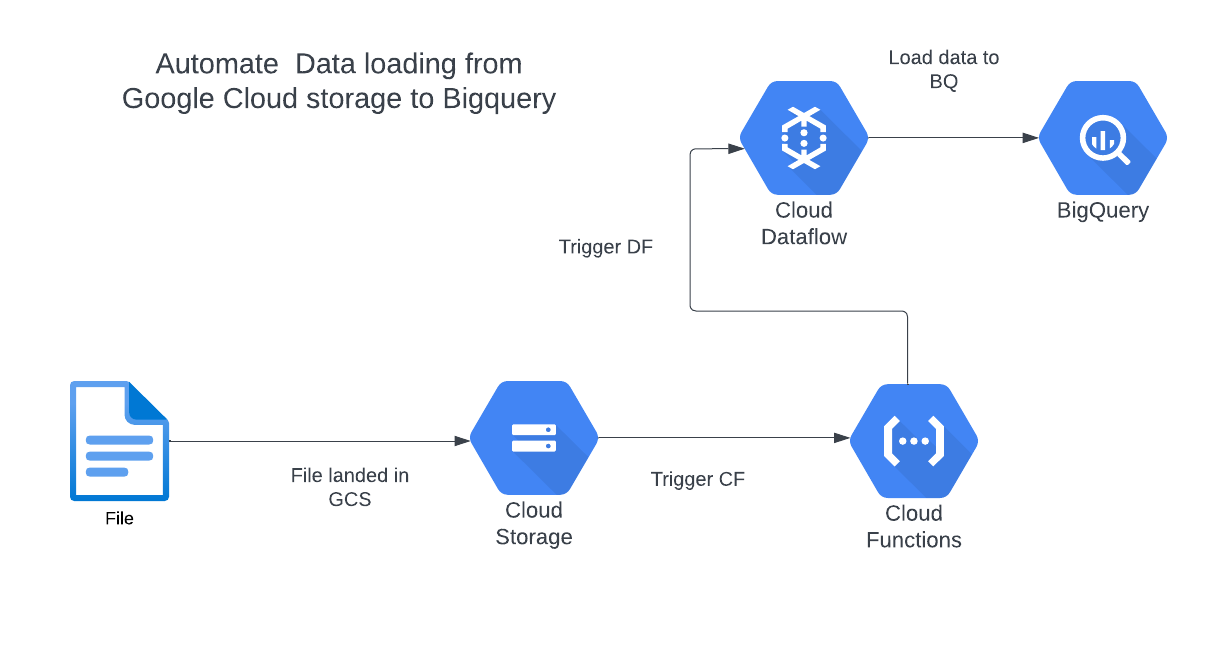 Automate  Data loading from
Google Cloud storage to Bigquery
Load data to
BQ
Cloud
Dataflow
BigQuery
Trigger DF
File landed in
GCS
File
Cloud
Storage
Trigger CF
Cloud
Functions